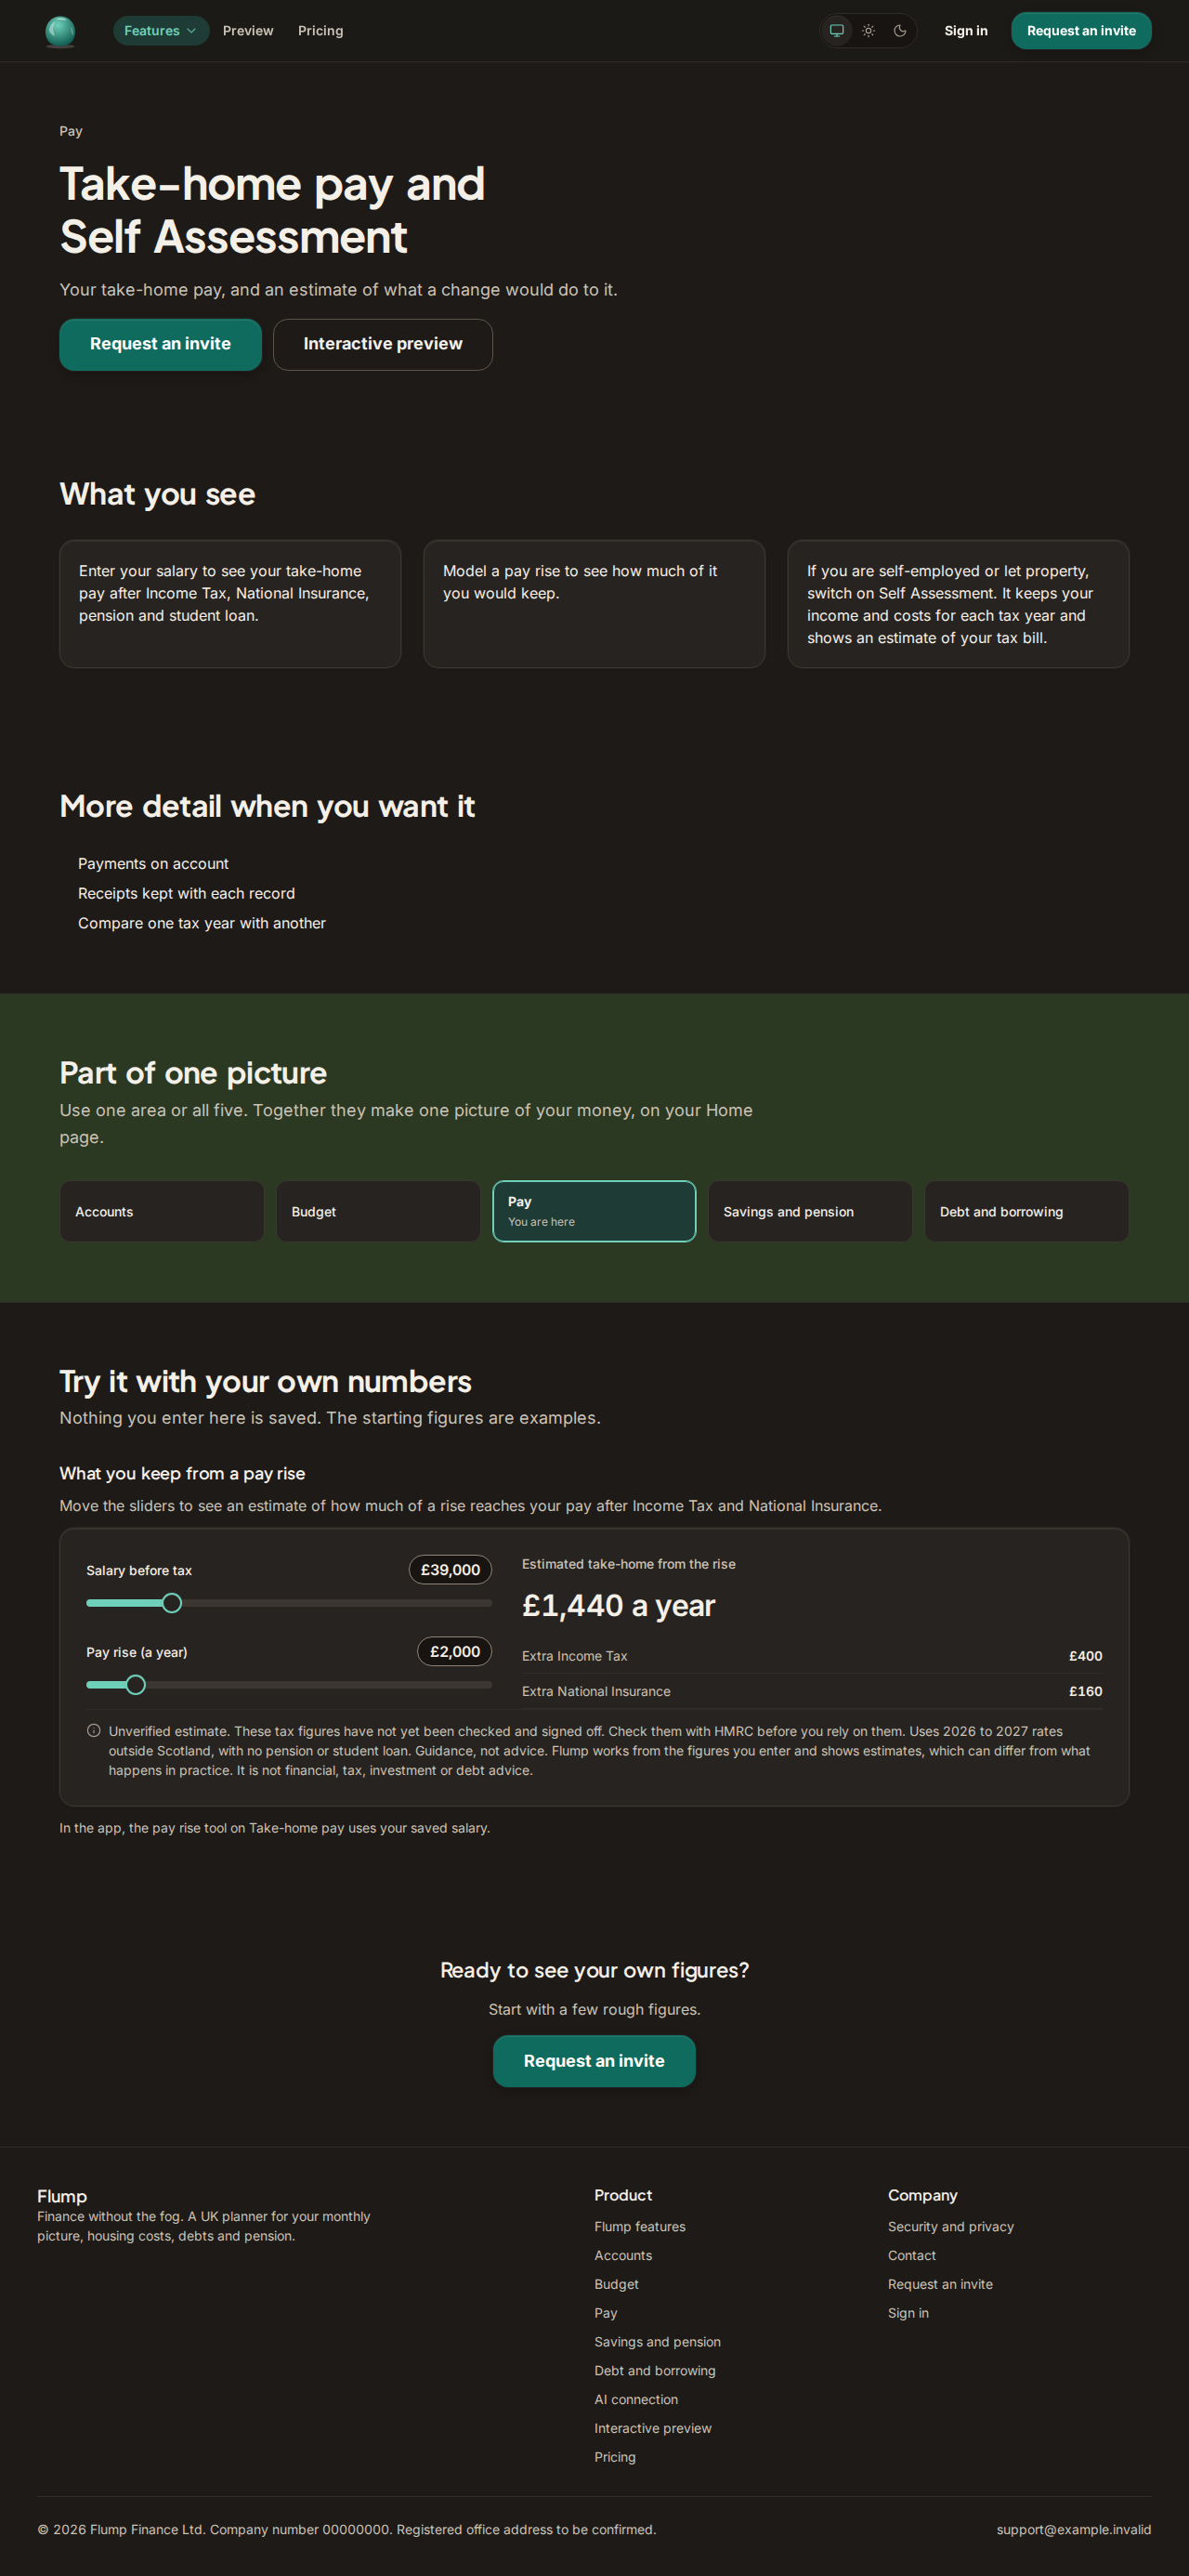 Features
Preview
Pricing
Sign in
Request an invite
Pay
Take-home pay and
Self Assessment
Your take-home pay, and an estimate of what a change would do to it.
Request an invite
Interactive preview
What you see
Enter your salary to see your take-home
pay after Income Tax, National Insurance,
pension and student loan.
Model a pay rise to see how much of it
you would keep.
If you are self-employed or let property,
switch on Self Assessment. It keeps your
income and costs for each tax year and
shows an estimate of your tax bill.
More detail when you want it
Payments on account
Receipts kept with each record
Compare one tax year with another
Part of one picture
Use one area or all five. Together they make one picture of your money, on your Home
page.
Accounts
Budget
Pay
You are here
Savings and pension
Debt and borrowing
Try it with your own numbers
Nothing you enter here is saved. The starting figures are examples.
What you keep from a pay rise
Move the sliders to see an estimate of how much of a rise reaches your pay after Income Tax and National Insurance.
Salary before tax
£39,000
Pay rise (a year)
£2,000
Estimated take-home from the rise
£1,440 a year
Extra Income Tax
£400
Extra National Insurance
£160
Unverified estimate. These tax figures have not yet been checked and signed off. Check them with HMRC before you rely on them. Uses 2026 to 2027 rates
outside Scotland, with no pension or student loan. Guidance, not advice. Flump works from the figures you enter and shows estimates, which can differ from what
happens in practice. It is not financial, tax, investment or debt advice.
In the app, the pay rise tool on Take-home pay uses your saved salary.
Ready to see your own figures?
Start with a few rough figures.
Request an invite
Flump
Finance without the fog. A UK planner for your monthly
picture, housing costs, debts and pension.
Product
Flump features
Accounts
Budget
Pay
Savings and pension
Debt and borrowing
AI connection
Interactive preview
Pricing
Company
Security and privacy
Contact
Request an invite
Sign in
© 2026 Flump Finance Ltd. Company number 00000000. Registered office address to be confirmed.
support@example.invalid